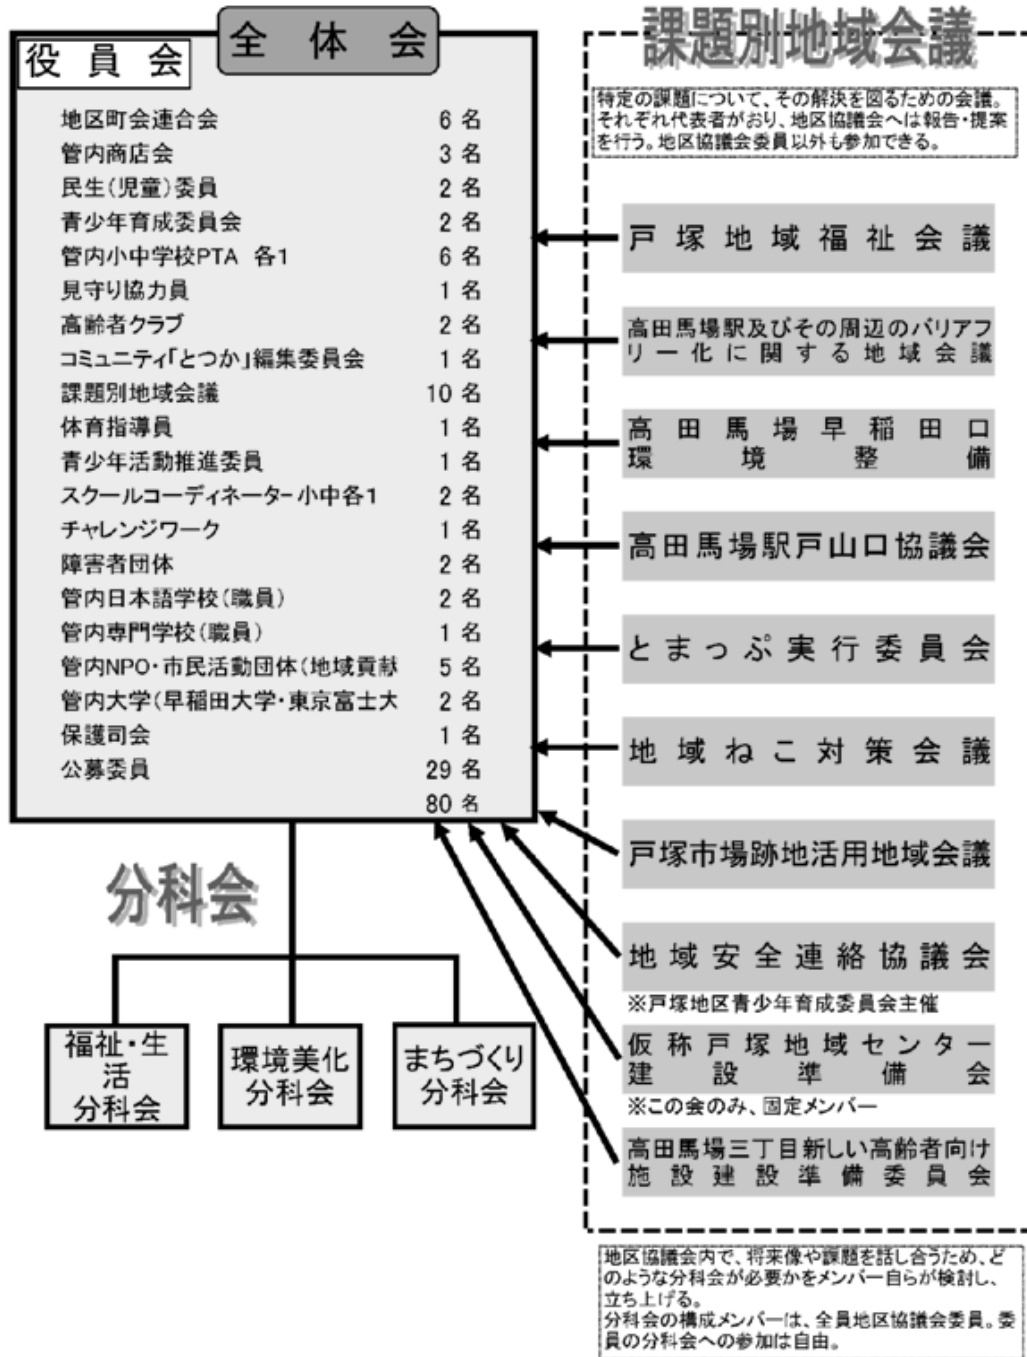 全体会
役員会
地区町会連合会 6 名
管内商店会 3 名
民生(児童)委員 2 名
青少年育成委員会 2 名
管内小中学校PTA 各1 6 名
見守り協力員 1 名
高齢者クラブ 2 名
コミュニティ「とつか」編集委員会 1 名
課題別地域会議 10 名
体育指導員 1 名
青少年活動推進委員 1 名
スクールコーディネーター小中各1 2 名
チャレンジワーク 1 名
障害者団体 2 名
管内日本語学校(職員) 2 名
管内専門学校(職員) 1 名
管内NPO・市民活動団体(地域貢献 5 名
管内大学(早稲田大学・東京富士大 2 名
保護司会 1 名
公募委員 29 名
80 名
分科会
福祉・生
活
分科会
環境美化
分科会
まちづくり
分科会
課題別地域会議
特定の課題について、その解決を図るための会議。
それぞれ代表者がおり、地区協議会へは報告・提案
を行う。地区協議会委員以外も参加できる。
戸塚地域福祉会議
高田馬場駅及びその周辺のバリアフ
リー化に関する地域会議
高田馬場早稲田口
環境整備
高田馬場駅戸山口協議会
とまっぷ実行委員会
地域ねこ対策会議
戸塚市場跡地活用地域会議
地域安全連絡協議会
※戸塚地区青少年育成委員会主催
仮称戸塚地域センター
建設準備会
※この会のみ、固定メンバー
高田馬場三丁目新しい高齢者向け
施設建設準備委員会
地区協議会内で、将来像や課題を話し合うため、ど
のような分科会が必要かをメンバー自らが検討し、
立ち上げる。
分科会の構成メンバーは、全員地区協議会委員。委
員の分科会への参加は自由。